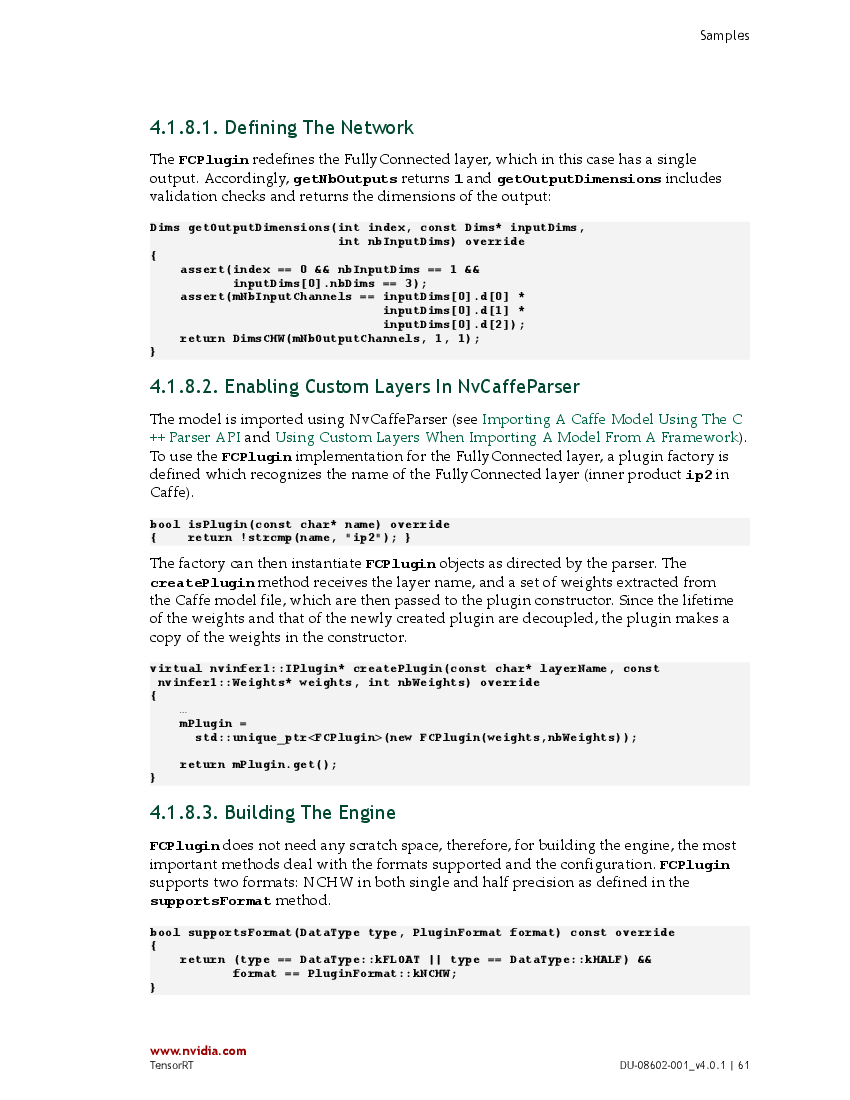 Samples
4.1.8.1. Defining The Network
The FCPlugin redefines the Fully Connected layer, which in this case has a single
output. Accordingly, getNbOutputs returns 1 and getOutputDimensions includes
validation checks and returns the dimensions of the output:
Dims getOutputDimensions(int index, const Dims* inputDims,
                         int nbInputDims) override
{
    assert(index == 0 && nbInputDims == 1 &&
           inputDims[0].nbDims == 3);
    assert(mNbInputChannels == inputDims[0].d[0] *
                               inputDims[0].d[1] *
                               inputDims[0].d[2]);
    return DimsCHW(mNbOutputChannels, 1, 1);
}
4.1.8.2. Enabling Custom Layers In NvCaffeParser
The model is imported using NvCaffeParser (see Importing A Caffe Model Using The C
++ Parser API and Using Custom Layers When Importing A Model From A Framework).
To use the FCPlugin implementation for the Fully Connected layer, a plugin factory is
defined which recognizes the name of the Fully Connected layer (inner product ip2 in
Caffe).
bool isPlugin(const char* name) override
{    return !strcmp(name, "ip2"); }
The factory can then instantiate FCPlugin objects as directed by the parser. The
createPlugin method receives the layer name, and a set of weights extracted from
the Caffe model file, which are then passed to the plugin constructor. Since the lifetime
of the weights and that of the newly created plugin are decoupled, the plugin makes a
copy of the weights in the constructor.
virtual nvinfer1::IPlugin* createPlugin(const char* layerName, const
 nvinfer1::Weights* weights, int nbWeights) override
{
    …
    mPlugin =
      std::unique_ptr<FCPlugin>(new FCPlugin(weights,nbWeights));
    return mPlugin.get();
}
4.1.8.3. Building The Engine
FCPlugin does not need any scratch space, therefore, for building the engine, the most
important methods deal with the formats supported and the configuration. FCPlugin
supports two formats: NCHW in both single and half precision as defined in the
supportsFormat method.
bool supportsFormat(DataType type, PluginFormat format) const override
{
    return (type == DataType::kFLOAT || type == DataType::kHALF) &&
           format == PluginFormat::kNCHW;
}
www.nvidia.com
TensorRT
DU-08602-001_v4.0.1 | 61